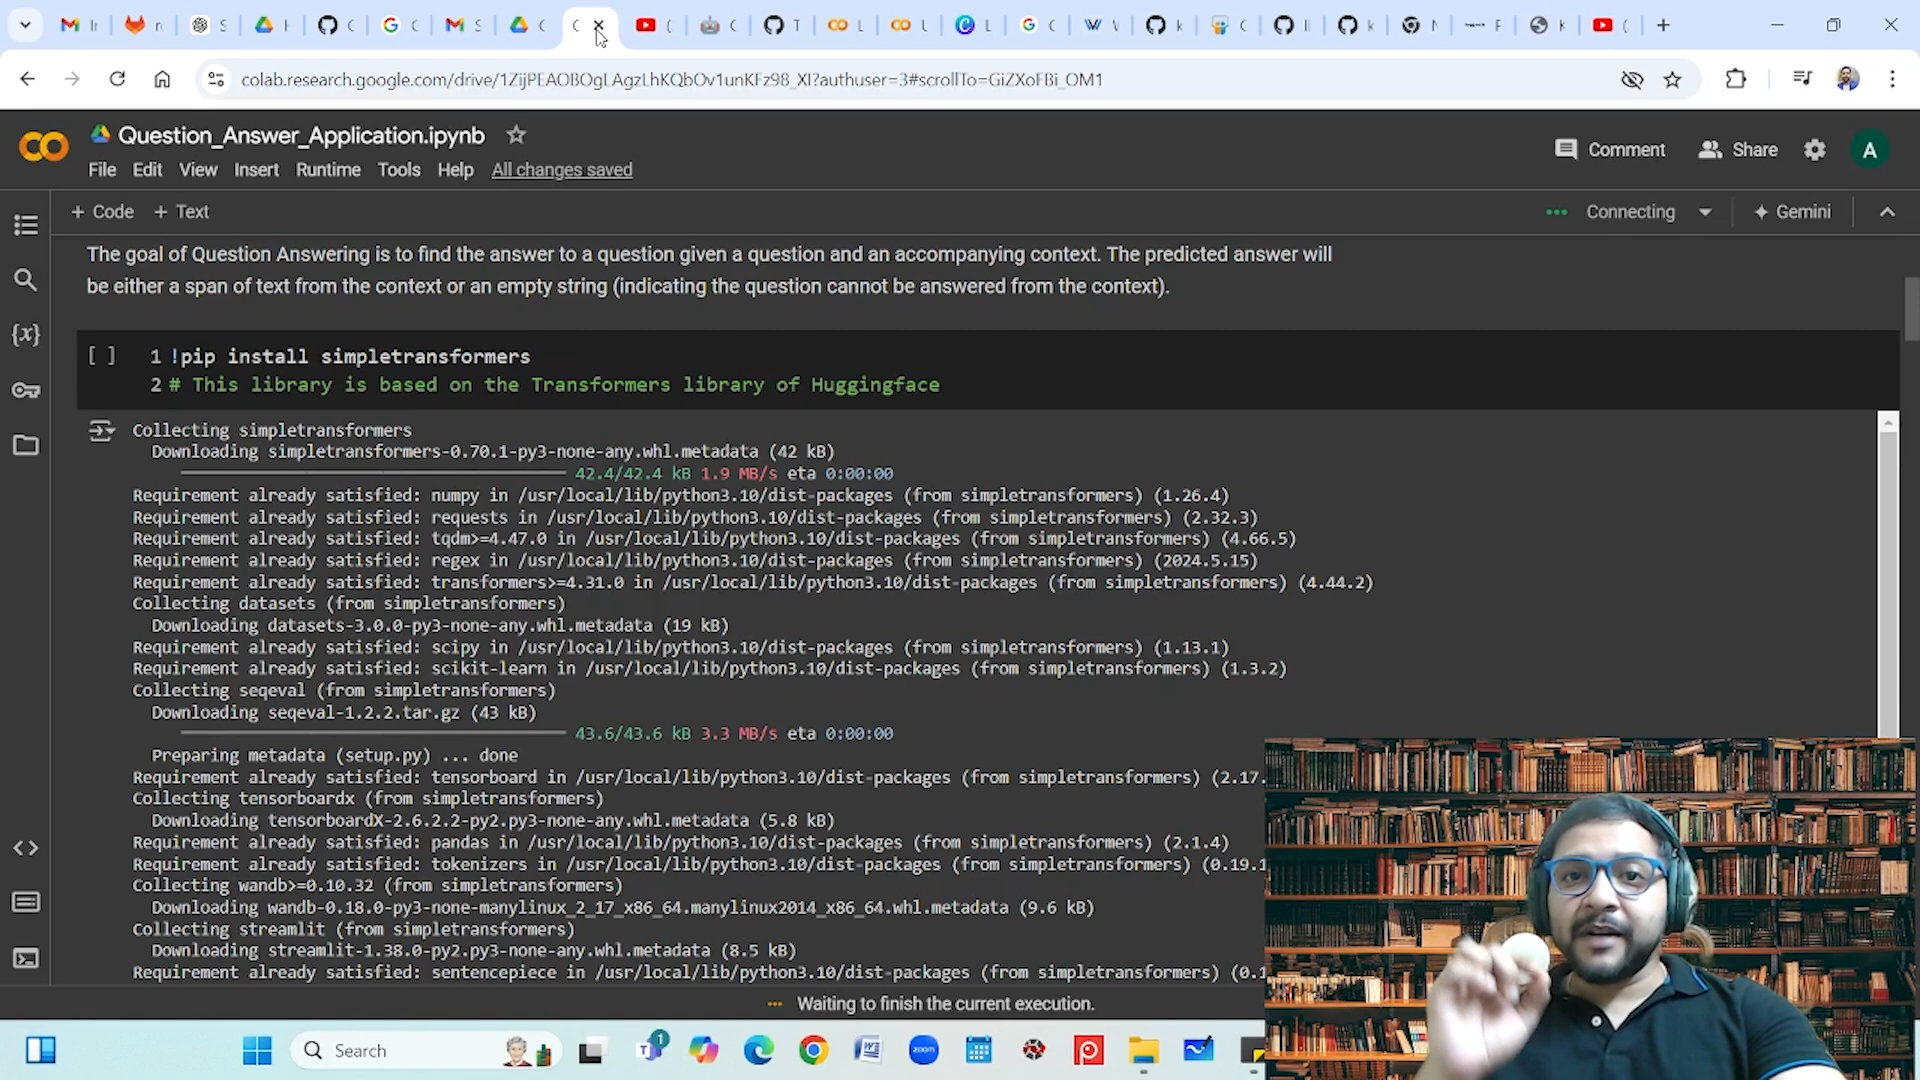 colab.research.google.com/drive/1ZijPEAOBOgLAgzLhKQbOv1unKFz98_XI?authuser=3#scrollTo=GiZXoFBi_OM1
Question_Answer_Application.ipynb
Comment Share A
File Edit View Insert Runtime Tools Help All changes saved
+ Code + Text Connecting Gemini
The goal of Question Answering is to find the answer to a question given a question and an accompanying context. The predicted answer will
be either a span of text from the context or an empty string (indicating the question cannot be answered from the context).
[ ] 1 !pip install simpletransformers
2 # This library is based on the Transformers library of Huggingface
Collecting simpletransformers
Downloading simpletransformers-0.70.1-py3-none-any.whl.metadata (42 kB)
42.4/42.4 kB 1.9 MB/s eta 0:00:00
Requirement already satisfied: numpy in /usr/local/lib/python3.10/dist-packages (from simpletransformers) (1.26.4)
Requirement already satisfied: requests in /usr/local/lib/python3.10/dist-packages (from simpletransformers) (2.32.3)
Requirement already satisfied: tqdm>=4.47.0 in /usr/local/lib/python3.10/dist-packages (from simpletransformers) (4.66.5)
Requirement already satisfied: regex in /usr/local/lib/python3.10/dist-packages (from simpletransformers) (2024.5.15)
Requirement already satisfied: transformers>=4.31.0 in /usr/local/lib/python3.10/dist-packages (from simpletransformers) (4.44.2)
Collecting datasets (from simpletransformers)
Downloading datasets-3.0.0-py3-none-any.whl.metadata (19 kB)
Requirement already satisfied: scipy in /usr/local/lib/python3.10/dist-packages (from simpletransformers) (1.13.1)
Requirement already satisfied: scikit-learn in /usr/local/lib/python3.10/dist-packages (from simpletransformers) (1.3.2)
Collecting seqeval (from simpletransformers)
Downloading seqeval-1.2.2.tar.gz (43 kB)
43.6/43.6 kB 3.3 MB/s eta 0:00:00
Preparing metadata (setup.py) ... done
Requirement already satisfied: tensorboard in /usr/local/lib/python3.10/dist-packages (from simpletransformers) (2.17.
Collecting tensorboardx (from simpletransformers)
Downloading tensorboardX-2.6.2.2-py2.py3-none-any.whl.metadata (5.8 kB)
Requirement already satisfied: pandas in /usr/local/lib/python3.10/dist-packages (from simpletransformers) (2.1.4)
Requirement already satisfied: tokenizers in /usr/local/lib/python3.10/dist-packages (from simpletransformers) (0.19.1
Collecting wandb>=0.10.32 (from simpletransformers)
Downloading wandb-0.18.0-py3-none-manylinux_2_17_x86_64.manylinux2014_x86_64.whl.metadata (9.6 kB)
Collecting streamlit (from simpletransformers)
Downloading streamlit-1.38.0-py2.py3-none-any.whl.metadata (8.5 kB)
Requirement already satisfied: sentencepiece in /usr/local/lib/python3.10/dist-packages (from simpletransformers) (0.1
Waiting to finish the current execution.
Search
zoom